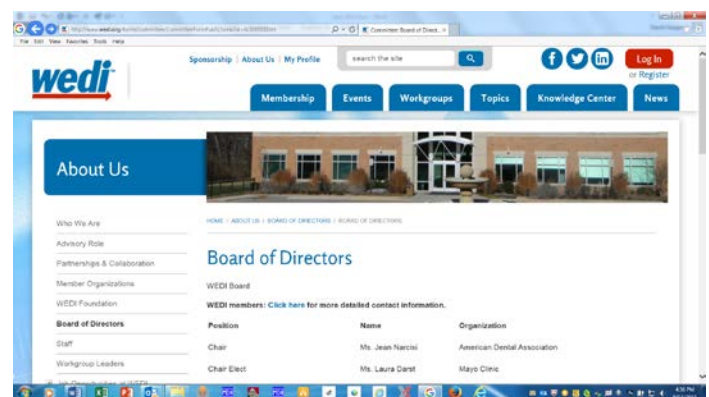 Committee Board of Direct...
File Edit View Favorites Tools Help
wedi
Sponsorship | About Us | My Profile
search the site
Log In
or Register
Membership
Events
Workgroups
Topics
Knowledge Center
News
About Us
HOME / ABOUT US / BOARD OF DIRECTORS / BOARD OF DIRECTORS
Who We Are
Advisory Role
Partnerships & Collaboration
Member Organizations
WEDI Foundation
Board of Directors
Staff
Workgroup Leaders
Board of Directors
WEDI Board
WEDI members: Click here for more detailed contact information.
Position Name Organization
Chair Ms. Jean Narcisi American Dental Association
Chair Elect Ms. Laura Darst Mayo Clinic